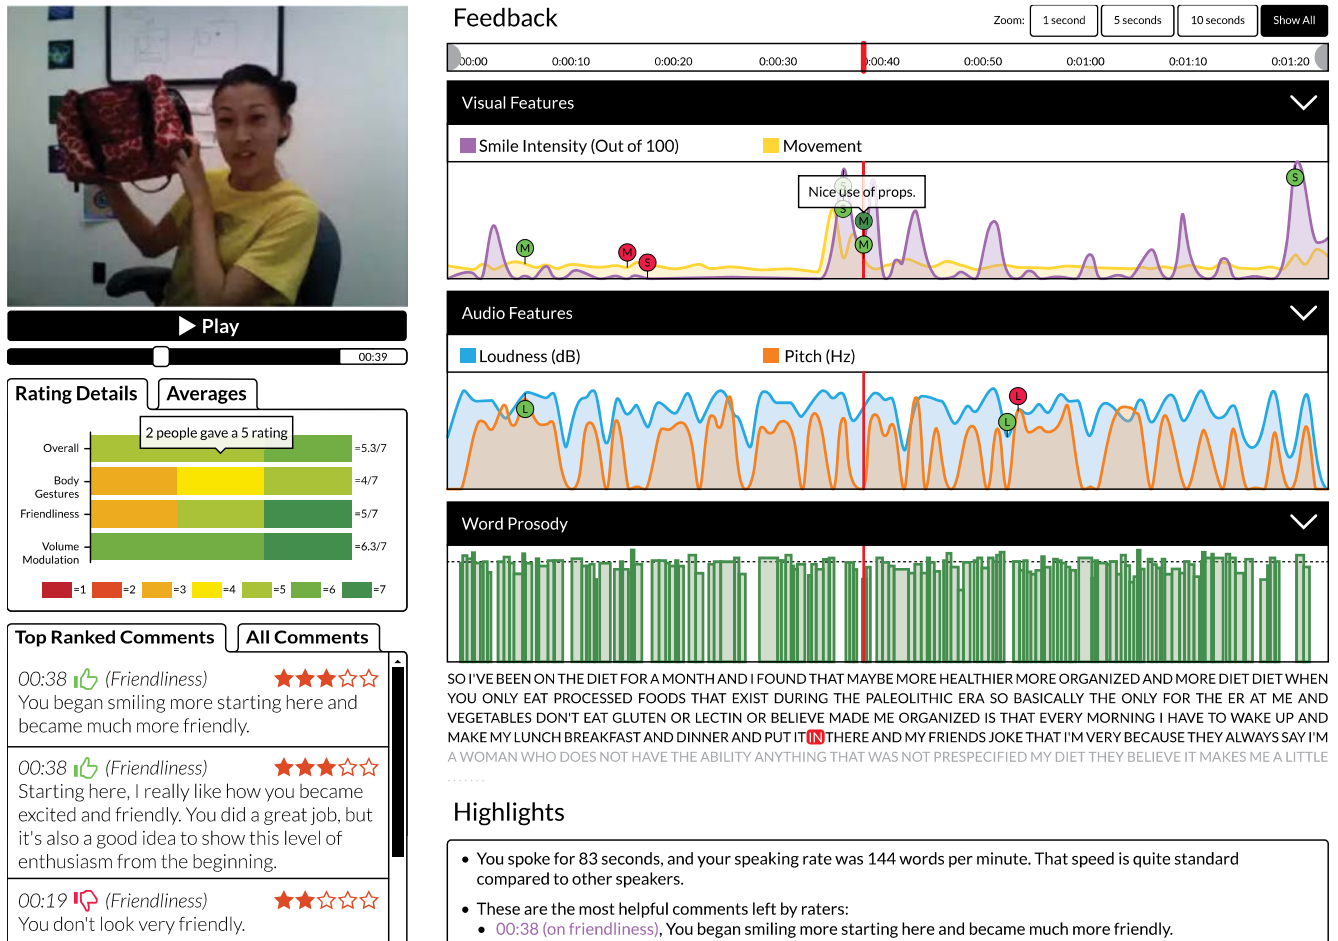 Feedback
Zoom:
1 second
5 seconds
10 seconds
Show All
00:00
0:00:10
0:00:20
0:00:30
0:00:40
0:00:50
0:01:00
0:01:10
0:01:20
Visual Features
Smile Intensity (Out of 100)
Movement
Nice use of props.
S
S
M
M
M
M
S
S
Audio Features
Loudness (dB)
Pitch (Hz)
L
L
L
Word Prosody
SO I'VE BEEN ON THE DIET FOR A MONTH AND I FOUND THAT MAYBE MORE HEALTHIER MORE ORGANIZED AND MORE DIET DIET WHEN
YOU ONLY EAT PROCESSED FOODS THAT EXIST DURING THE PALEOLITHIC ERA SO BASICALLY THE ONLY FOR THE ER AT ME AND
VEGETABLES DON'T EAT GLUTEN OR LECTIN OR BELIEVE MADE ME ORGANIZED IS THAT EVERY MORNING I HAVE TO WAKE UP AND
MAKE MY LUNCH BREAKFAST AND DINNER AND PUT IT IN THERE AND MY FRIENDS JOKE THAT I'M VERY BECAUSE THEY ALWAYS SAY I'M
A WOMAN WHO DOES NOT HAVE THE ABILITY ANYTHING THAT WAS NOT PRESPECIFIED MY DIET THEY BELIEVE IT MAKES ME A LITTLE
.......
Highlights
• You spoke for 83 seconds, and your speaking rate was 144 words per minute. That speed is quite standard
compared to other speakers.
• These are the most helpful comments left by raters:
• 00:38 (on friendliness), You began smiling more starting here and became much more friendly.
Play
00:39
Rating Details
Averages
2 people gave a 5 rating
Overall
=5.3/7
Body
Gestures
=4/7
Friendliness
=5/7
Volume
Modulation
=6.3/7
=1
=2
=3
=4
=5
=6
=7
Top Ranked Comments
All Comments
00:38 (Friendliness)
You began smiling more starting here and
became much more friendly.
00:38 (Friendliness)
Starting here, I really like how you became
excited and friendly. You did a great job, but
it's also a good idea to show this level of
enthusiasm from the beginning.
00:19 (Friendliness)
You don't look very friendly.